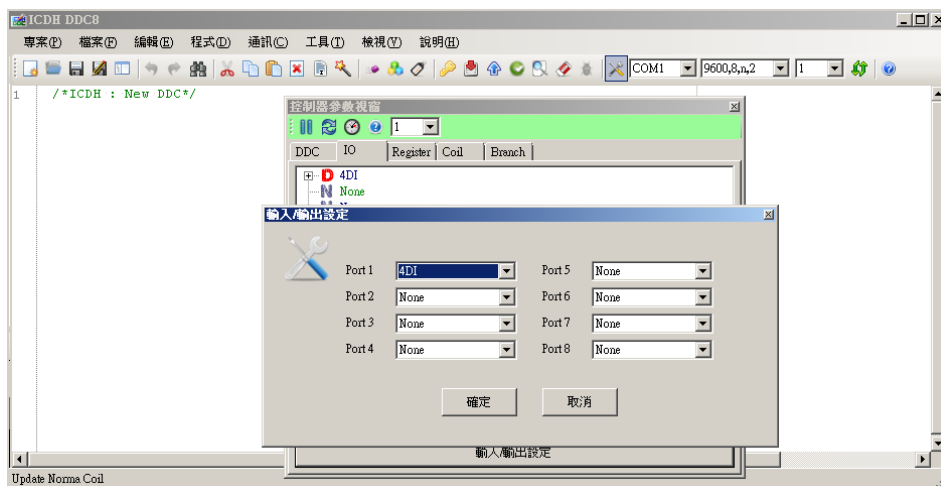 ICDH DDC8
專案(P) 檔案(F) 編輯(E) 程式(D) 通訊(C) 工具(T) 檢視(V) 說明(H)
COM1 9600,8,n,2 1
1 /*ICDH : New DDC*/
控制器參數視窗
1
DDC IO Register Coil Branch
4DI
None
輸入/輸出設定
Port 1 4DI Port 5 None
Port 2 None Port 6 None
Port 3 None Port 7 None
Port 4 None Port 8 None
確定 取消
輸入/輸出設定
Update Norma Coil